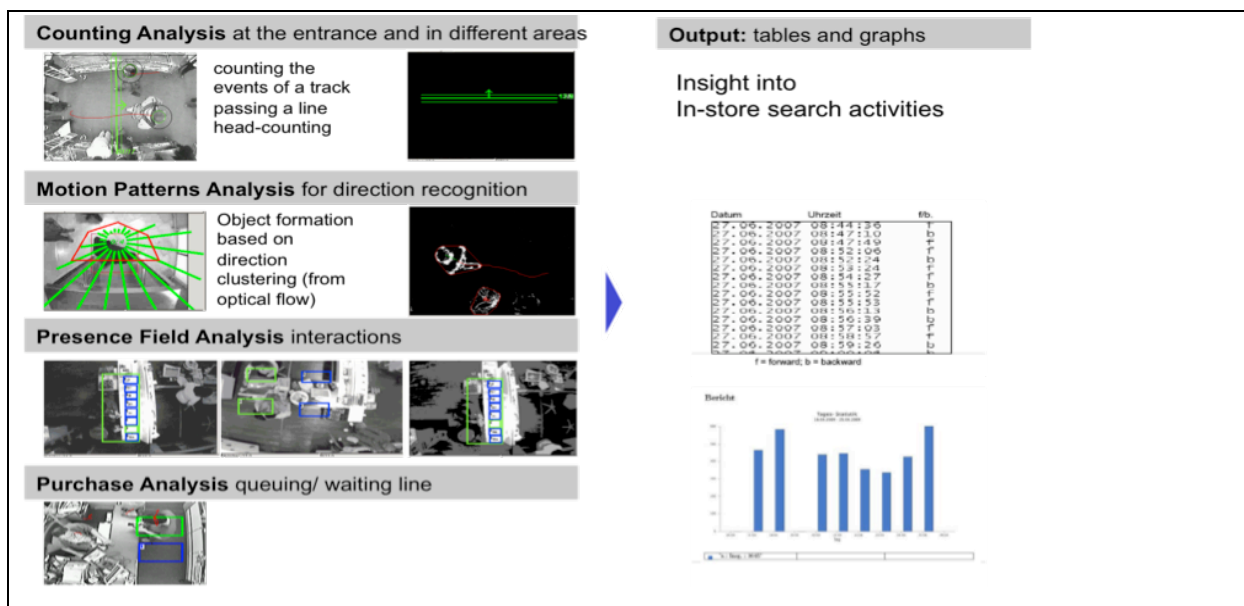 Counting Analysis at the entrance and in different areas
counting the
events of a track
passing a line
head-counting
Motion Patterns Analysis for direction recognition
Object formation
based on
direction
clustering (from
optical flow)
Presence Field Analysis interactions
Purchase Analysis queuing/ waiting line
Output: tables and graphs
Insight into
In-store search activities
Datum Uhrzeit f/b.
27.06.2007 08:44:36 f
27.06.2007 08:47:10 b
27.06.2007 08:47:49 f
27.06.2007 08:52:06 f
27.06.2007 08:52:24 b
27.06.2007 08:53:24 f
27.06.2007 08:54:27 f
27.06.2007 08:55:17 b
27.06.2007 08:55:52 f
27.06.2007 08:55:53 f
27.06.2007 08:56:13 b
27.06.2007 08:56:39 b
27.06.2007 08:57:03 f
27.06.2007 08:58:57 f
27.06.2007 08:59:26 b
f = forward; b = backward
Bericht